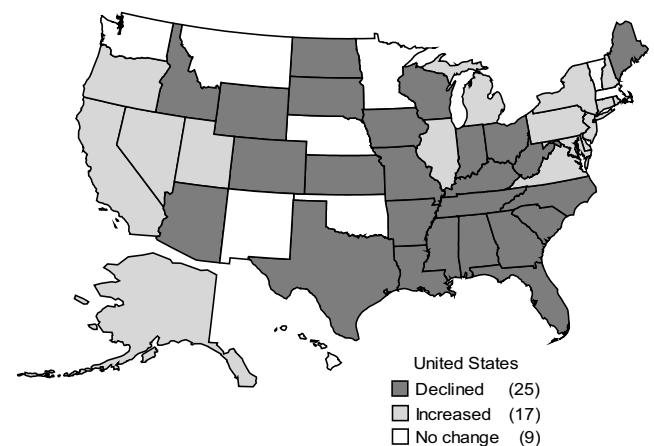 United States
Declined (25)
Increased (17)
No change (9)